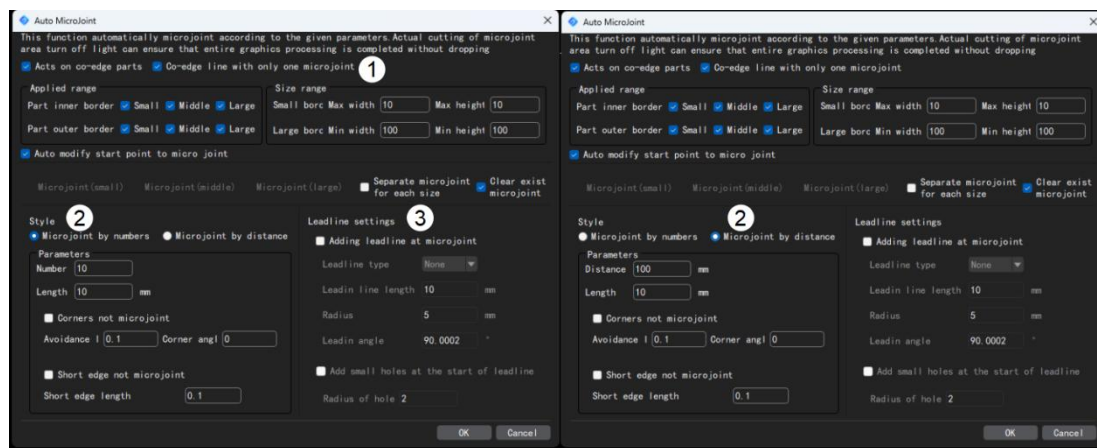 Auto MicroJoint
This function automatically microjoint according to the given parameters.Actual cutting of microjoint
area turn off light can ensure that entire graphics processing is completed without dropping
Acts on co-edge parts Co-edge line with only one microjoint 1
Applied range Size range
Part inner border Small Middle Large Small borc Max width 10 Max height 10
Part outer border Small Middle Large Large borc Min width 100 Min height 100
Auto modify start point to micro joint
Microjoint(small) Microjoint(middle) Microjoint(large) Separate microjoint for each size Clear exist microjoint
Style 2 Leadline settings 3
Microjoint by numbers Microjoint by distance Adding leadline at microjoint
Parameters
Number 10 Leadline type None
Length 10 mm Leadin line length 10 mm
Corners not microjoint Radius 5 mm
Avoidance l 0.1 Corner angl 0 Leadin angle 90.0002 °
Short edge not microjoint Add small holes at the start of leadline
Short edge length 0.1 Radius of hole 2
OK Cancel
Auto MicroJoint
This function automatically microjoint according to the given parameters.Actual cutting of microjoint
area turn off light can ensure that entire graphics processing is completed without dropping
Acts on co-edge parts Co-edge line with only one microjoint
Applied range Size range
Part inner border Small Middle Large Small borc Max width 10 Max height 10
Part outer border Small Middle Large Large borc Min width 100 Min height 100
Auto modify start point to micro joint
Microjoint(small) Microjoint(middle) Microjoint(large) Separate microjoint for each size Clear exist microjoint
Style 2 Leadline settings
Microjoint by numbers Microjoint by distance Adding leadline at microjoint
Parameters
Distance 100 mm Leadline type None
Length 10 mm Leadin line length 10 mm
Corners not microjoint Radius 5 mm
Avoidance l 0.1 Corner angl 0 Leadin angle 90.0002 °
Short edge not microjoint Add small holes at the start of leadline
Short edge length 0.1 Radius of hole 2
OK Cancel